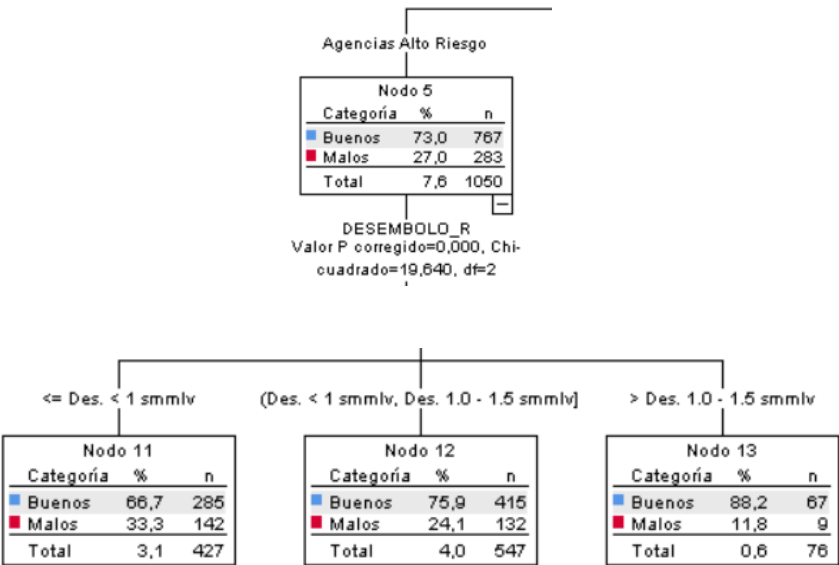 Agencias Alto Riesgo
Nodo 5
Categoría % n
Buenos 73,0 767
Malos 27,0 283
Total 7,6 1050
DESEMBOLO_R
Valor P corregido=0,000, Chi-
cuadrado=19,640, df=2
<= Des. < 1 smmlv (Des. < 1 smmlv, Des. 1.0 - 1.5 smmlv] > Des. 1.0 - 1.5 smmlv
Nodo 11 Nodo 12 Nodo 13
Categoría % n Categoría % n Categoría % n
Buenos 66,7 285 Buenos 75,9 415 Buenos 88,2 67
Malos 33,3 142 Malos 24,1 132 Malos 11,8 9
Total 3,1 427 Total 4,0 547 Total 0,6 76